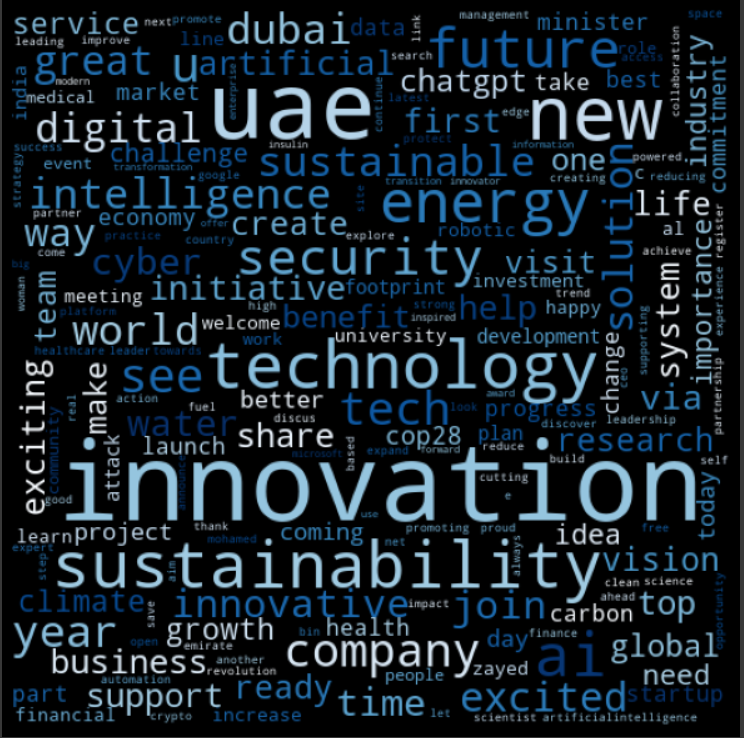 service
next
promote
dubai
data
link
management
minister
space
leading
improve
line
future
role
great
u
artificial
search
access
collaboration
india
modern
medical
market
enterprise
uae
continue
chatgpt
take
best
latest
new
industry
commitment
digital
first
edge
insulin
protect
information
success
strategy
challenge
sustainable
one
powered
event
transformation
google
transition
innovator
creating
c
reducing
solution
intelligence
site
energy
life
partner
economy
offer
create
robotic
al
way
practice
country
explore
importance
register
experience
come
big
cyber
security
visit
achieve
system
woman
team
meeting
initiative
footprint
investment
trend
happy
platform
high
benefit
strong
inspired
help
supporting
world
welcome
work
university
development
change
ceo
healthcare
leader
towards
see
technology
partnership
exciting
make
real
action
better
award
via
community
fuel
discus
tech
look
progress
discover
leadership
water
share
cop28
plan
research
attack
launch
based
expand
forward
reduce
microsoft
build
self
innovation
cutting
e
good
announce
use
today
learn
project
thank
mohamed
coming
net
promoting
proud
always
idea
free
expert
step
aim
sustainability
vision
clean
science
opportunity
climate
save
innovative
impact
join
ahead
carbon
top
year
open
growth
emirate
bin
health
day
finance
ai
global
business
another
revolution
company
zayed
need
automation
people
part
support
ready
time
excited
startup
financial
crypto
increase
let
scientist
artificialintelligence